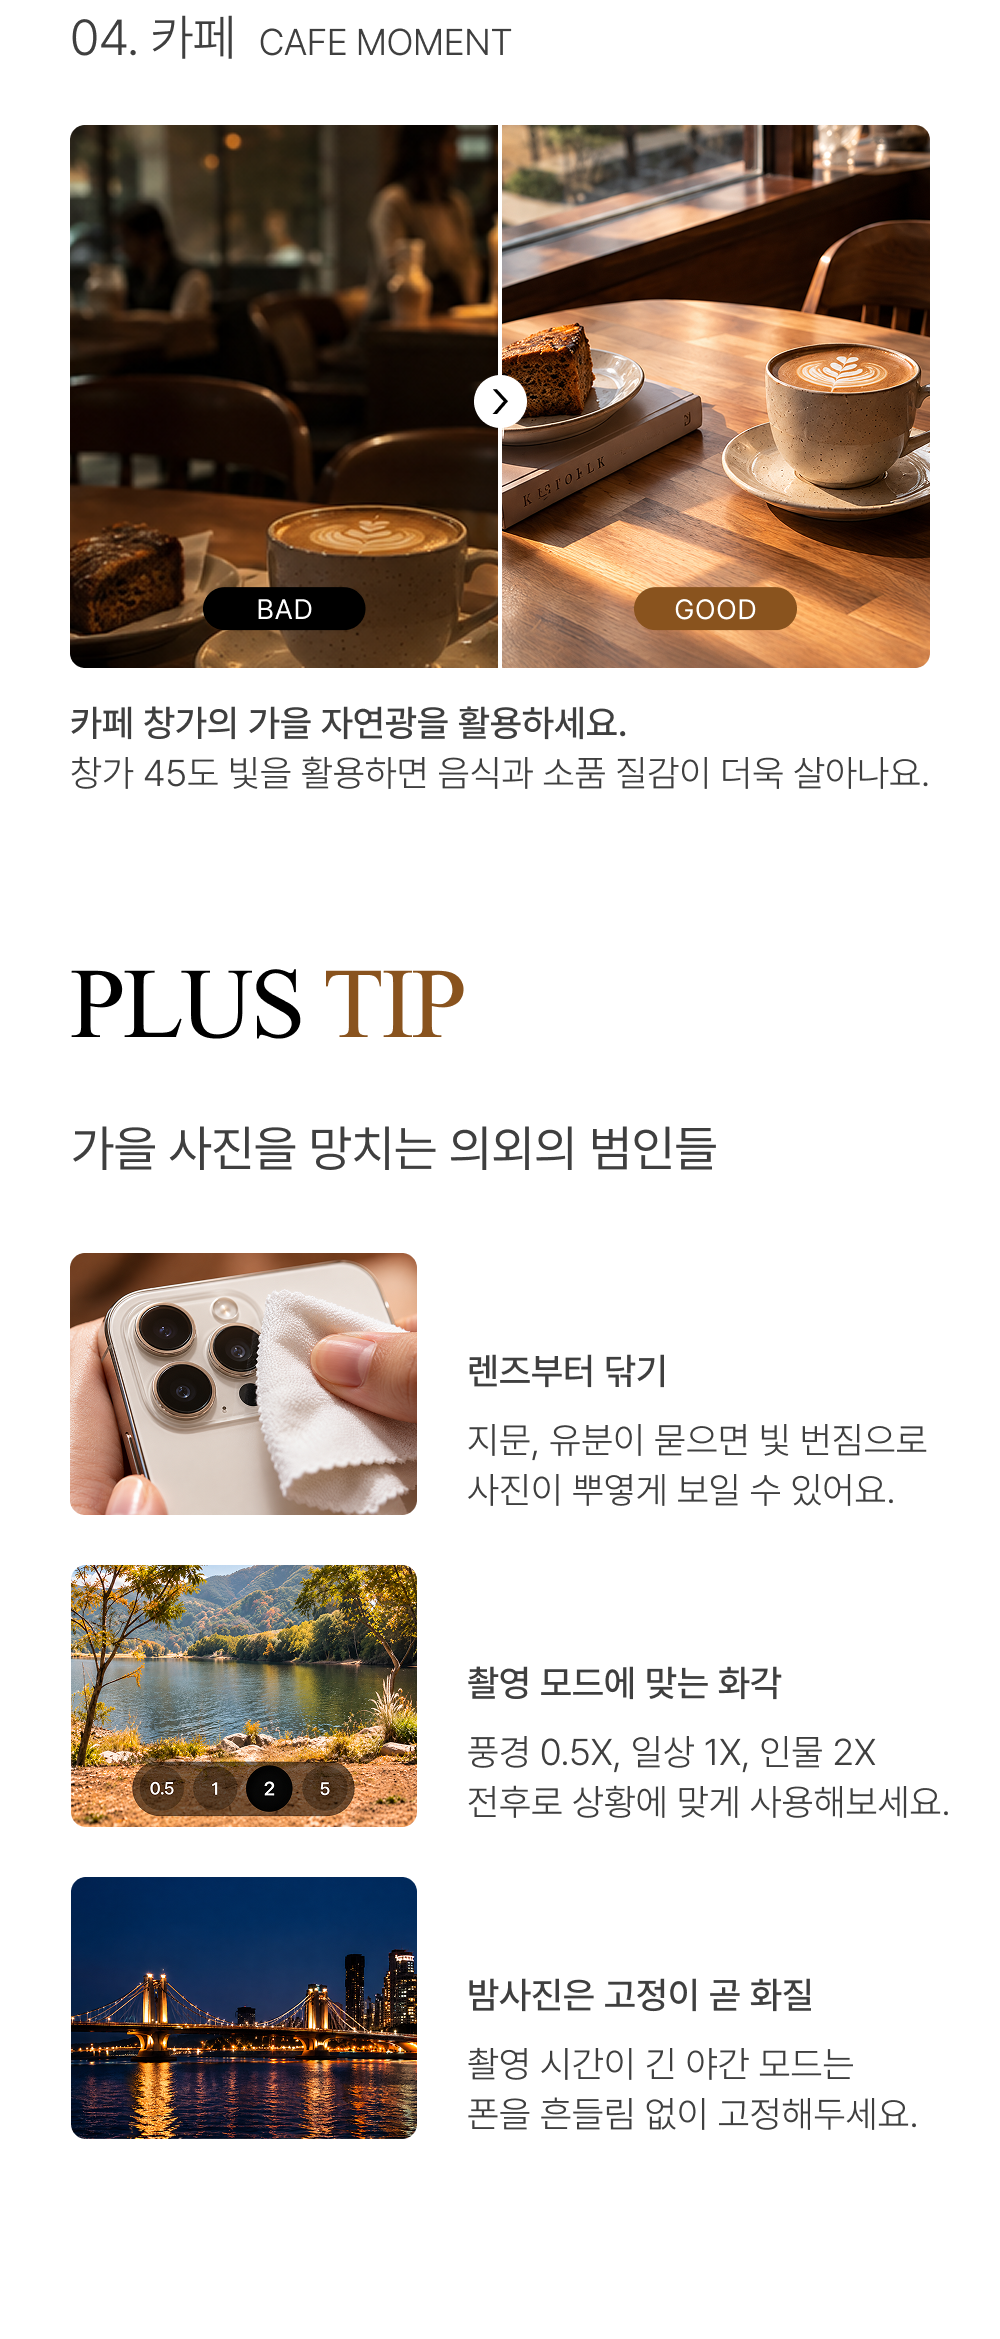 04. 카페 CAFE MOMENT
BAD
GOOD
카페 창가의 가을 자연광을 활용하세요.
창가 45도 빛을 활용하면 음식과 소품 질감이 더욱 살아나요.
PLUS TIP
가을 사진을 망치는 의외의 범인들
렌즈부터 닦기
지문, 유분이 묻으면 빛 번짐으로
사진이 뿌옇게 보일 수 있어요.
0.5 1 2 5
촬영 모드에 맞는 화각
풍경 0.5X, 일상 1X, 인물 2X
전후로 상황에 맞게 사용해보세요.
밤사진은 고정이 곧 화질
촬영 시간이 긴 야간 모드는
폰을 흔들림 없이 고정해두세요.